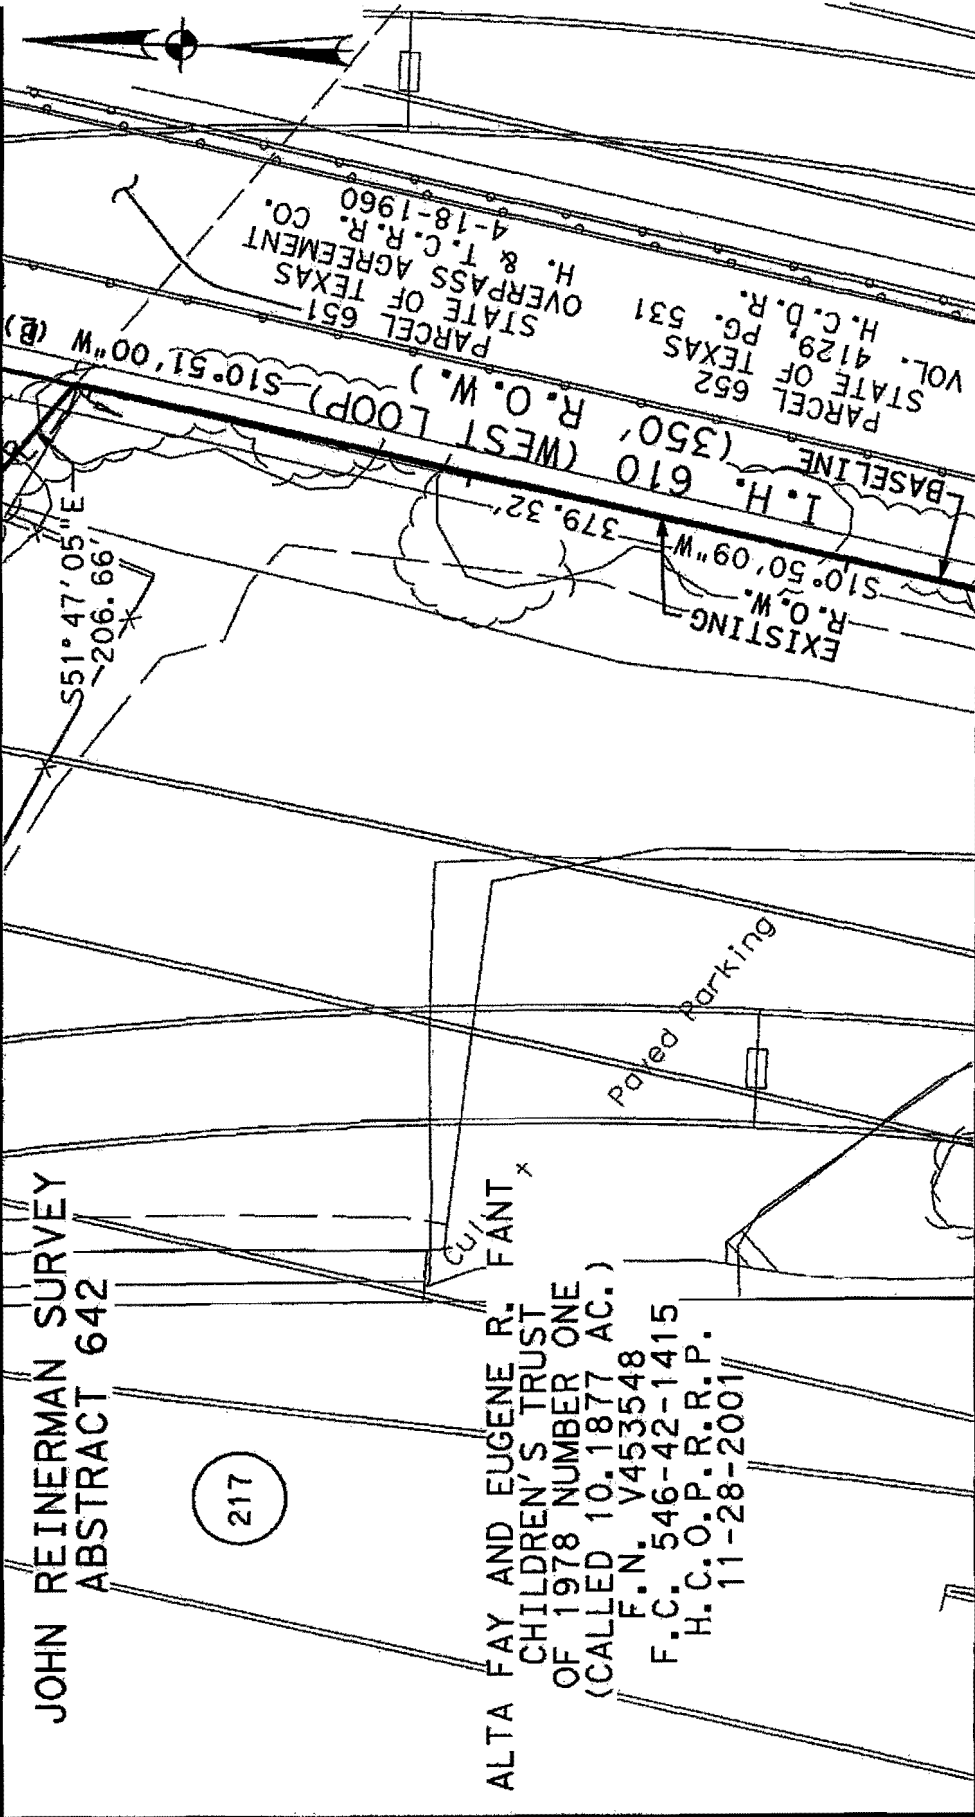 JOHN REINERMAN SURVEY
ABSTRACT 642
217
ALTA FAY AND EUGENE R. FANT
CHILDREN'S TRUST
OF 1978 NUMBER ONE
(CALLED 10.1877 AC.)
F.N. V453548
F.C. 546-42-1415
H.C.O.P.R.R.P.
11-28-2001
Paved Parking
S51°47'05"E
206.66'
EXISTING
R.O.W.
S10°50'09"W
379.32'
BASELINE
I.H. 610 (WEST LOOP)
(350' R.O.W.)
S10°51'00"W
PARCEL 651
STATE OF TEXAS
OVERPASS AGREEMENT
H. & T.C.R.R. CO.
4-18-1960
PARCEL 652
STATE OF TEXAS
VOL. 4129, PG. 531
H.C.D.R.